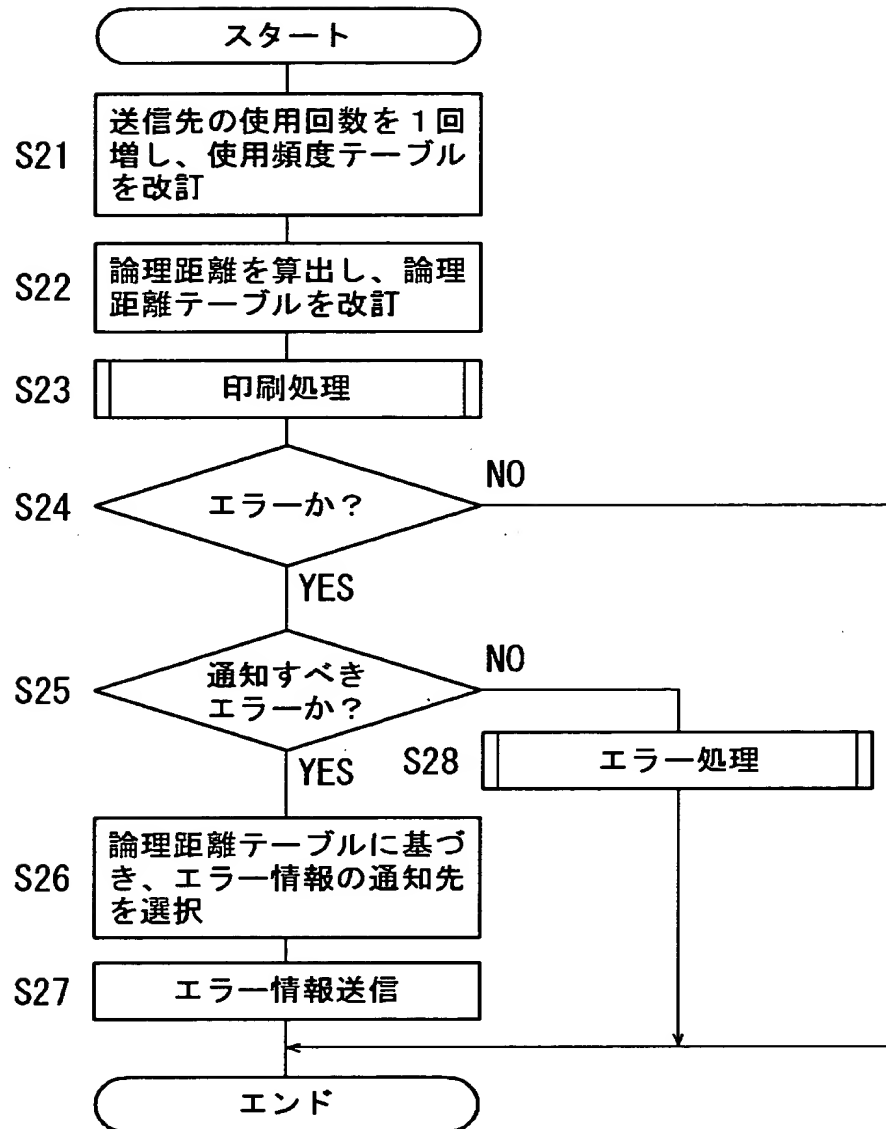 スタート
S21
送信先の使用回数を1回
増し、使用頻度テーブル
を改訂
S22
論理距離を算出し、論理
距離テーブルを改訂
S23
印刷処理
S24
エラーか？
NO
YES
S25
通知すべき
エラーか？
NO
YES
S28
エラー処理
S26
論理距離テーブルに基づ
き、エラー情報の通知先
を選択
S27
エラー情報送信
エンド